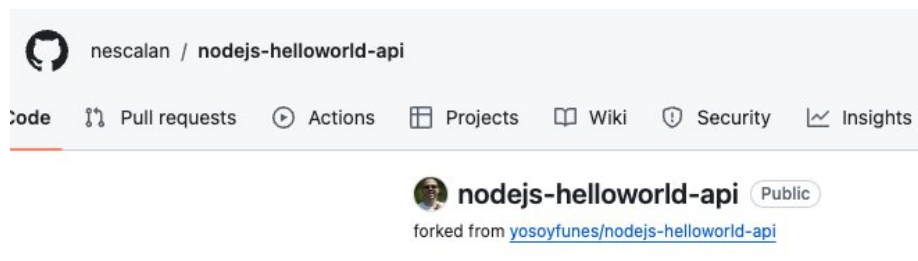 nescalan / nodejs-helloworld-api
Code Pull requests Actions Projects Wiki Security Insights
nodejs-helloworld-api Public
forked from yosoyfunes/nodejs-helloworld-api